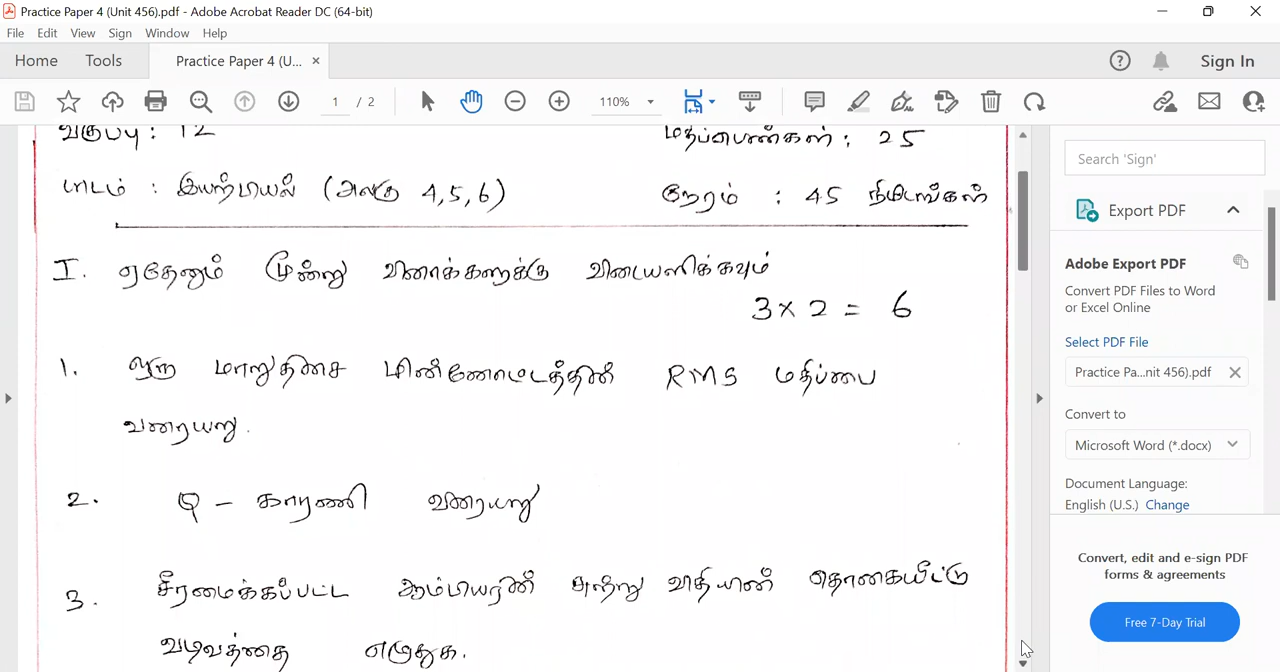 Practice Paper 4 (Unit 456).pdf - Adobe Acrobat Reader DC (64-bit)
File Edit View Sign Window Help
Home Tools Practice Paper 4 (U... × Sign In
1 / 2 110%
வகுப்பு : 12 மதிப்பெண்கள் : 25
பாடம் : இயற்பியல் (அலகு 4,5,6) நேரம் : 45 நிமிடங்கள்
I. ஏதேனும் மூன்று வினாக்களுக்கு விடையளிக்கவும்
3 x 2 = 6
1. ஒரு மாறுதிசை மின்னோட்டத்தின் RMS மதிப்பை
வரையறு.
2. Q - காரணி வரையறு
3. சீரமைக்கப்பட்ட ஆம்பியரின் சுற்று விதியின் தொகையீட்டு
வடிவத்தை எழுதுக.
Search 'Sign'
Export PDF
Adobe Export PDF
Convert PDF Files to Word
or Excel Online
Select PDF File
Practice Pa...nit 456).pdf
Convert to
Microsoft Word (*.docx)
Document Language:
English (U.S.) Change
Convert, edit and e-sign PDF
forms & agreements
Free 7-Day Trial